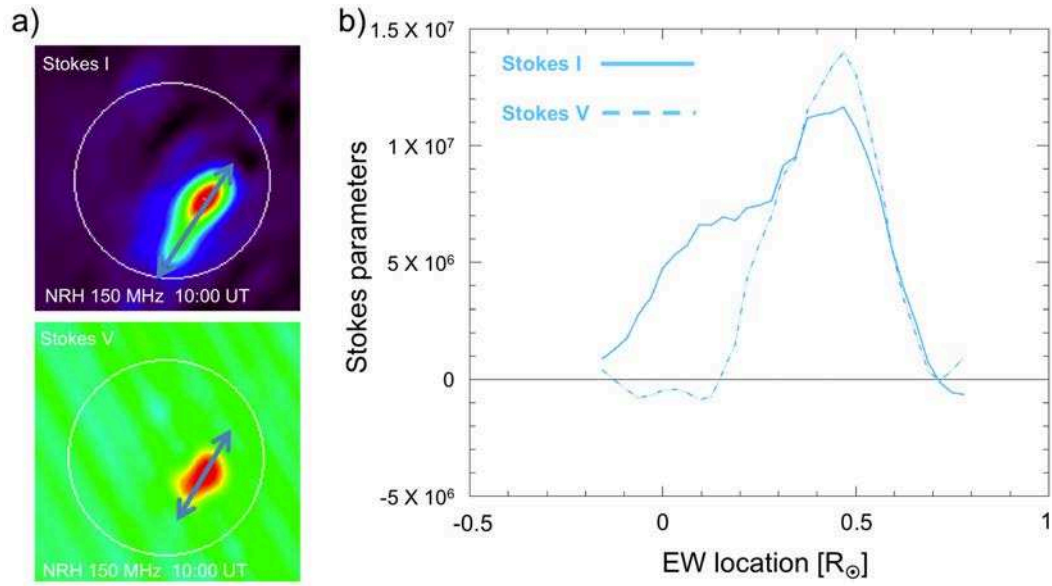 a)
Stokes I
NRH 150 MHz 10:00 UT
Stokes V
NRH 150 MHz 10:00 UT
b)
1.5 X 10⁷
1 X 10⁷
5 X 10⁶
0
-5 X 10⁶
Stokes parameters
Stokes I
Stokes V
-0.5
0
0.5
1
EW location [R☉]